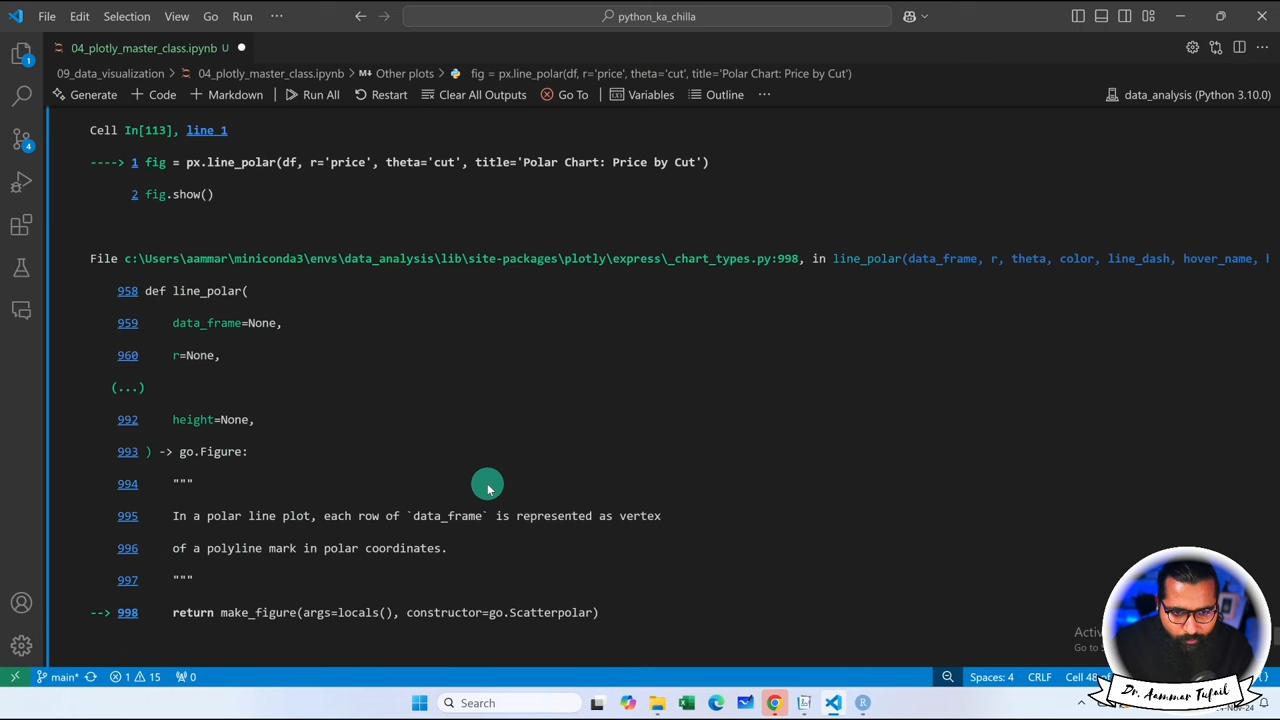 File Edit Selection View Go Run ···
python_ka_chilla
04_plotly_master_class.ipynb U
09_data_visualization > 04_plotly_master_class.ipynb > M↓ Other plots > fig = px.line_polar(df, r='price', theta='cut', title='Polar Chart: Price by Cut')
Generate + Code + Markdown Run All Restart Clear All Outputs Go To Variables Outline ··· data_analysis (Python 3.10.0)
Cell In[113], line 1
----> 1 fig = px.line_polar(df, r='price', theta='cut', title='Polar Chart: Price by Cut')
2 fig.show()
File c:\Users\aammar\miniconda3\envs\data_analysis\lib\site-packages\plotly\express\_chart_types.py:998, in line_polar(data_frame, r, theta, color, line_dash, hover_name,
958 def line_polar(
959 data_frame=None,
960 r=None,
(...)
992 height=None,
993 ) -> go.Figure:
994 """
995 In a polar line plot, each row of `data_frame` is represented as vertex
996 of a polyline mark in polar coordinates.
997 """
--> 998 return make_figure(args=locals(), constructor=go.Scatterpolar)
main* 1 15 0 Spaces: 4 CRLF Cell 48
Search
Dr. Aammar Tufail